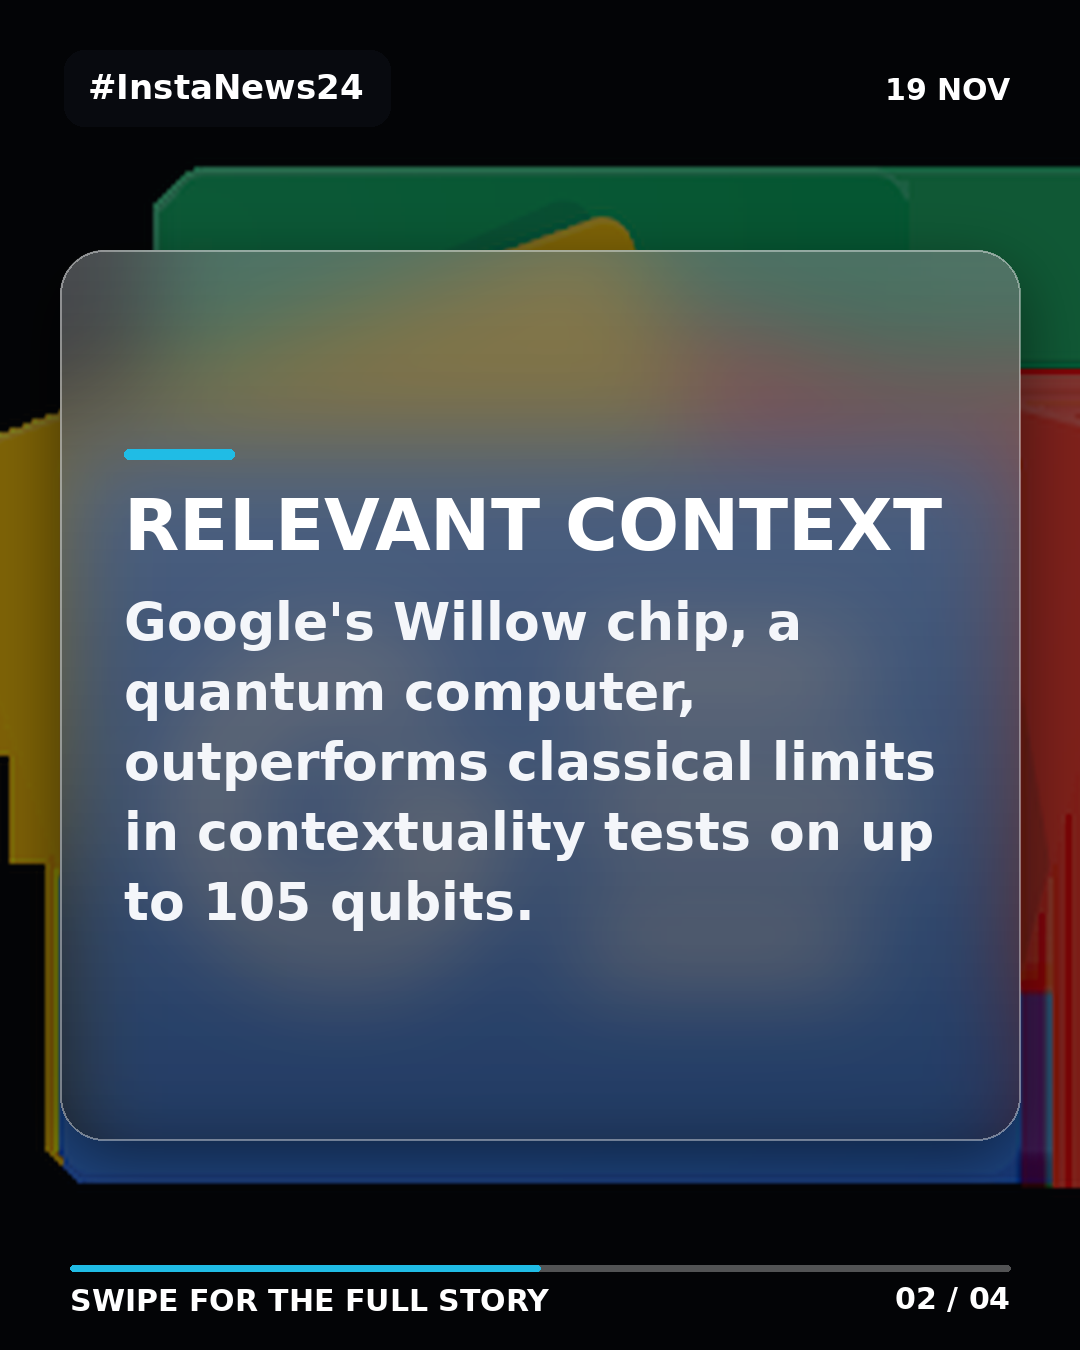 #InstaNews24
19 NOV
RELEVANT CONTEXT
Google's Willow chip, a
quantum computer,
outperforms classical limits
in contextuality tests on up
to 105 qubits.
SWIPE FOR THE FULL STORY
02 / 04